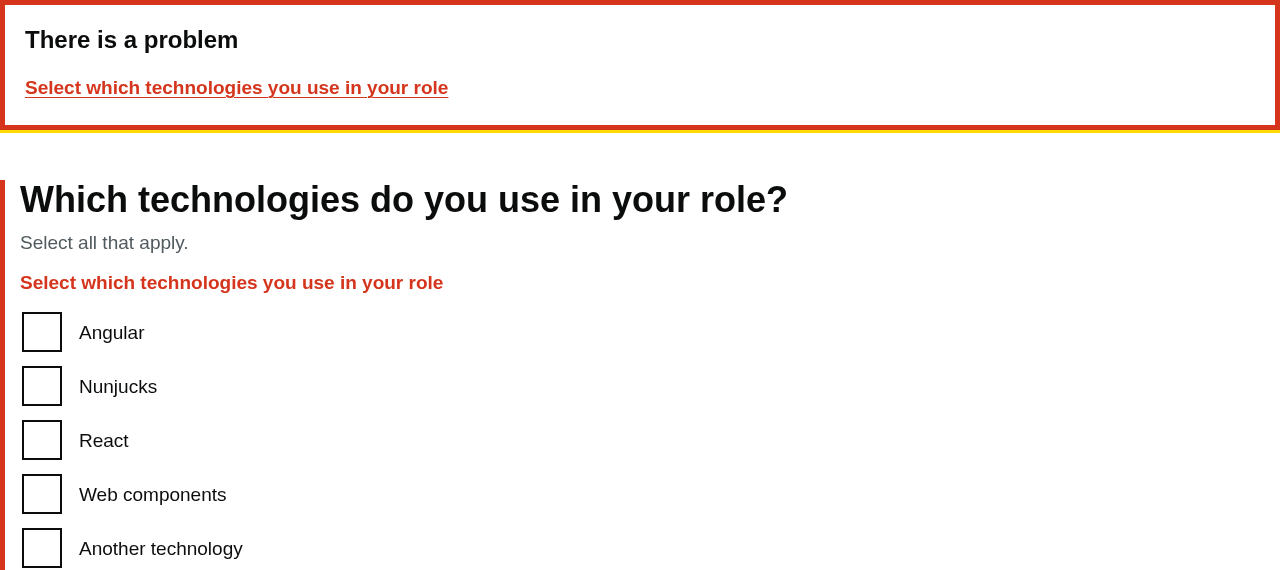 There is a problem
Select which technologies you use in your role
Which technologies do you use in your role?
Select all that apply.
Select which technologies you use in your role
Angular
Nunjucks
React
Web components
Another technology